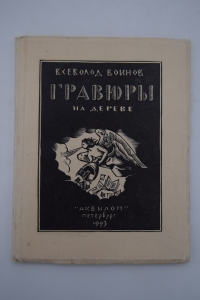 ВСЕВОЛОД ВОИНОВ
ГРАВЮРЫ
НА ДЕРЕВЕ
"АКВИЛОН"
Петербург
1923